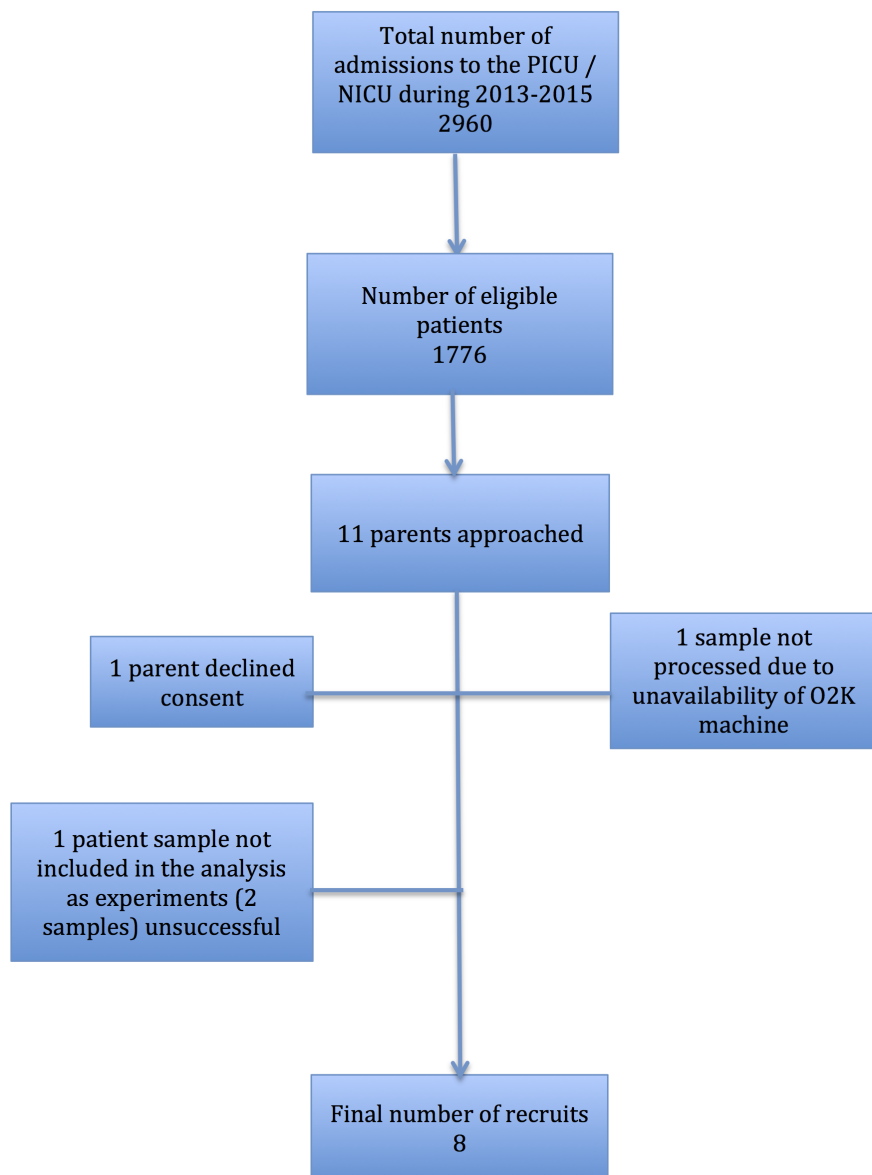 Total number of
admissions to the PICU /
NICU during 2013-2015
2960
Number of eligible
patients
1776
11 parents approached
1 parent declined
consent
1 sample not
processed due to
unavailability of O2K
machine
1 patient sample not
included in the analysis
as experiments (2
samples) unsuccessful
Final number of recruits
8